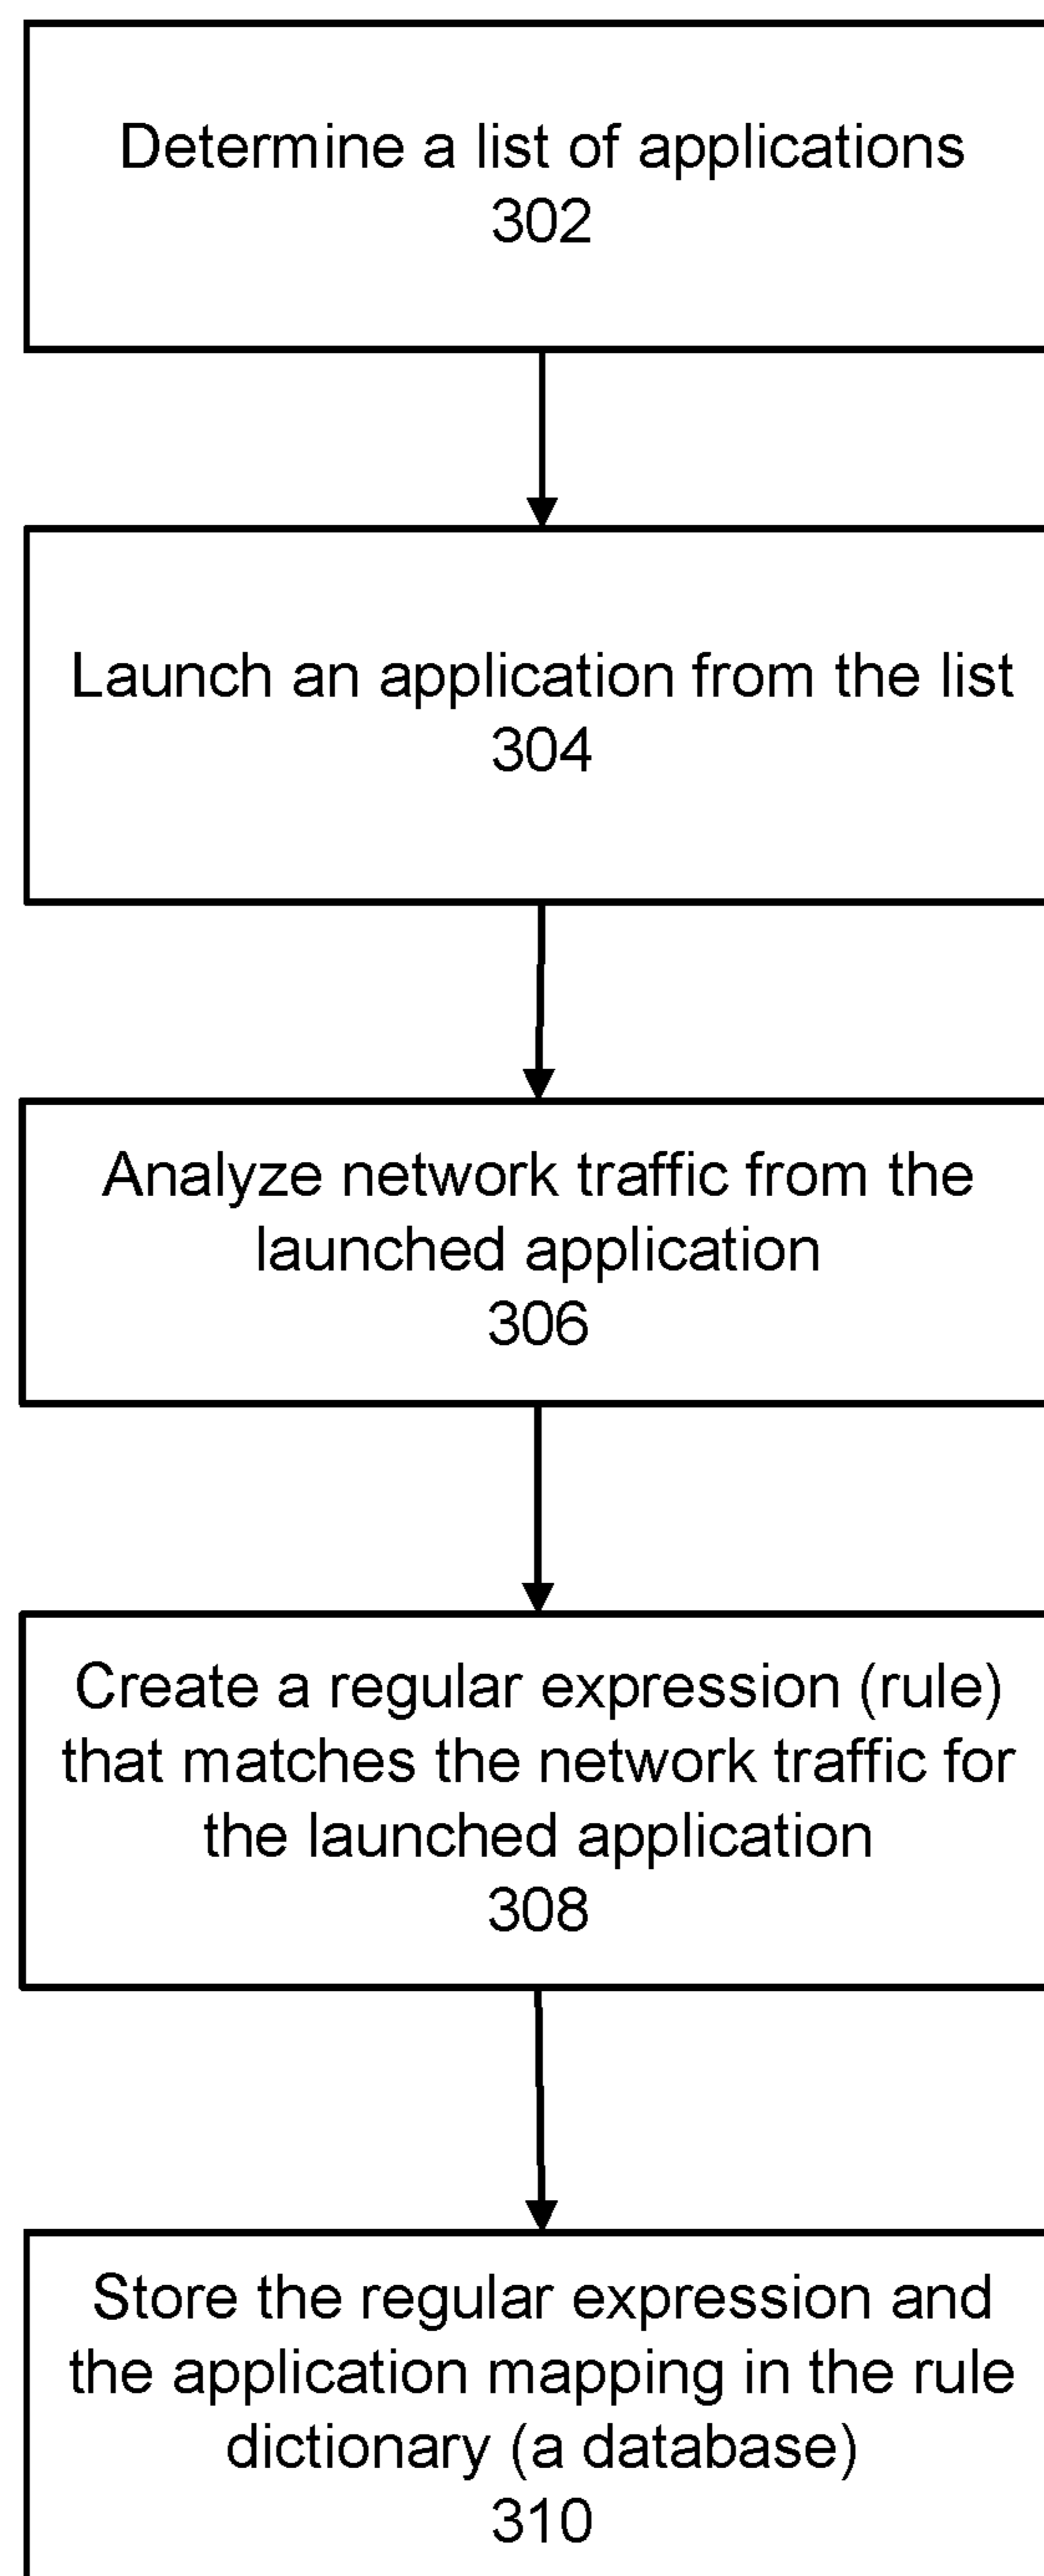 Determine a list of applications
302
Launch an application from the list
304
Analyze network traffic from the
launched application
306
Create a regular expression (rule)
that matches the network traffic for
the launched application
308
Store the regular expression and
the application mapping in the rule
dictionary (a database)
310